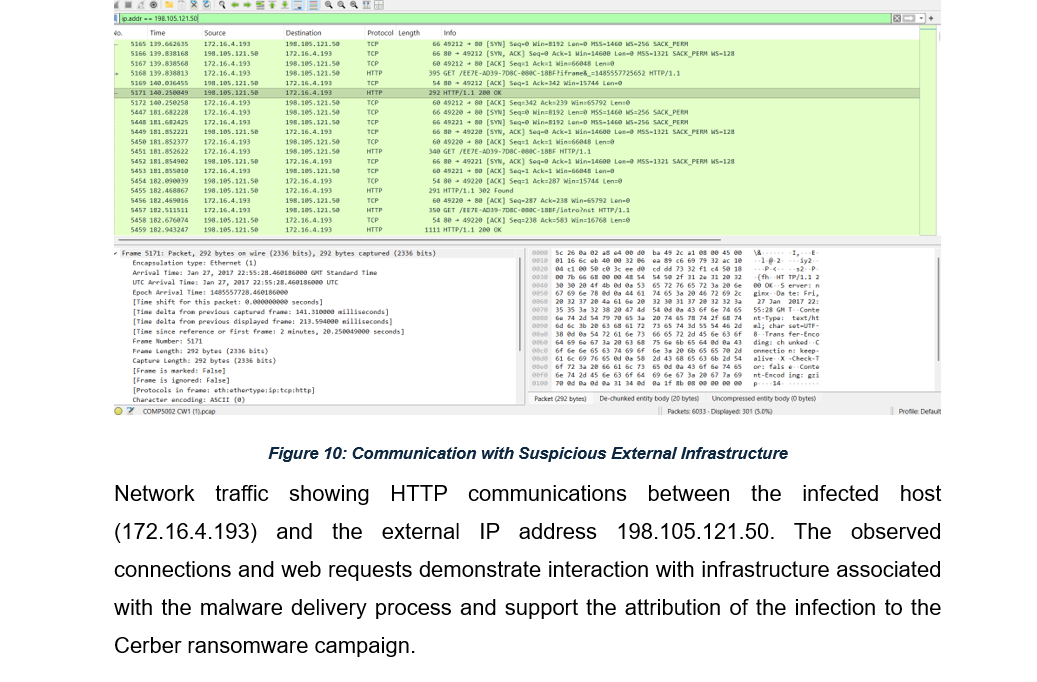 ip.addr == 198.105.121.50
No. Time Source Destination Protocol Length Info
5165 139.662635 172.16.4.193 198.105.121.50 TCP 66 49212 → 80 [SYN] Seq=0 Win=8192 Len=0 MSS=1460 WS=256 SACK_PERM
5166 139.838168 198.105.121.50 172.16.4.193 TCP 66 80 → 49212 [SYN, ACK] Seq=0 Ack=1 Win=14600 Len=0 MSS=1321 SACK_PERM WS=128
5167 139.838568 172.16.4.193 198.105.121.50 TCP 60 49212 → 80 [ACK] Seq=1 Ack=1 Win=66048 Len=0
5168 139.838813 172.16.4.193 198.105.121.50 HTTP 395 GET /EE7E-AD39-7D8C-080C-18BF?iframe&_=1485557725652 HTTP/1.1
5169 140.036455 198.105.121.50 172.16.4.193 TCP 54 80 → 49212 [ACK] Seq=1 Ack=342 Win=15744 Len=0
5171 140.250049 198.105.121.50 172.16.4.193 HTTP 292 HTTP/1.1 200 OK
5172 140.250258 172.16.4.193 198.105.121.50 TCP 60 49212 → 80 [ACK] Seq=342 Ack=239 Win=65792 Len=0
5447 181.682228 172.16.4.193 198.105.121.50 TCP 66 49220 → 80 [SYN] Seq=0 Win=8192 Len=0 MSS=1460 WS=256 SACK_PERM
5448 181.682425 172.16.4.193 198.105.121.50 TCP 66 49221 → 80 [SYN] Seq=0 Win=8192 Len=0 MSS=1460 WS=256 SACK_PERM
5449 181.852221 198.105.121.50 172.16.4.193 TCP 66 80 → 49220 [SYN, ACK] Seq=0 Ack=1 Win=14600 Len=0 MSS=1321 SACK_PERM WS=128
5450 181.852377 172.16.4.193 198.105.121.50 TCP 60 49220 → 80 [ACK] Seq=1 Ack=1 Win=66048 Len=0
5451 181.852622 172.16.4.193 198.105.121.50 HTTP 340 GET /EE7E-AD39-7D8C-080C-18BF HTTP/1.1
5452 181.854902 198.105.121.50 172.16.4.193 TCP 66 80 → 49221 [SYN, ACK] Seq=0 Ack=1 Win=14600 Len=0 MSS=1321 SACK_PERM WS=128
5453 181.855010 172.16.4.193 198.105.121.50 TCP 60 49221 → 80 [ACK] Seq=1 Ack=1 Win=66048 Len=0
5454 182.090039 198.105.121.50 172.16.4.193 TCP 54 80 → 49220 [ACK] Seq=1 Ack=287 Win=15744 Len=0
5455 182.468867 198.105.121.50 172.16.4.193 HTTP 291 HTTP/1.1 302 Found
5456 182.469016 172.16.4.193 198.105.121.50 TCP 60 49220 → 80 [ACK] Seq=287 Ack=238 Win=65792 Len=0
5457 182.511511 172.16.4.193 198.105.121.50 HTTP 350 GET /EE7E-AD39-7D8C-080C-18BF/intro?nst HTTP/1.1
5458 182.676074 198.105.121.50 172.16.4.193 TCP 54 80 → 49220 [ACK] Seq=238 Ack=583 Win=16768 Len=0
5459 182.943247 198.105.121.50 172.16.4.193 HTTP 1111 HTTP/1.1 200 OK
Frame 5171: Packet, 292 bytes on wire (2336 bits), 292 bytes captured (2336 bits)
Encapsulation type: Ethernet (1)
Arrival Time: Jan 27, 2017 22:55:28.460186000 GMT Standard Time
UTC Arrival Time: Jan 27, 2017 22:55:28.460186000 UTC
Epoch Arrival Time: 1485557728.460186000
[Time shift for this packet: 0.000000000 seconds]
[Time delta from previous captured frame: 141.310000 milliseconds]
[Time delta from previous displayed frame: 213.594000 milliseconds]
[Time since reference or first frame: 2 minutes, 20.250049000 seconds]
Frame Number: 5171
Frame Length: 292 bytes (2336 bits)
Capture Length: 292 bytes (2336 bits)
[Frame is marked: False]
[Frame is ignored: False]
[Protocols in frame: eth:ethertype:ip:tcp:http]
Character encoding: ASCII (0)
Packet (292 bytes) De-chunked entity body (20 bytes) Uncompressed entity body (0 bytes)
COMP5002 CW1 (1).pcap Packets: 6033 · Displayed: 301 (5.0%) Profile: Default
Figure 10: Communication with Suspicious External Infrastructure
Network traffic showing HTTP communications between the infected host
(172.16.4.193) and the external IP address 198.105.121.50. The observed
connections and web requests demonstrate interaction with infrastructure associated
with the malware delivery process and support the attribution of the infection to the
Cerber ransomware campaign.